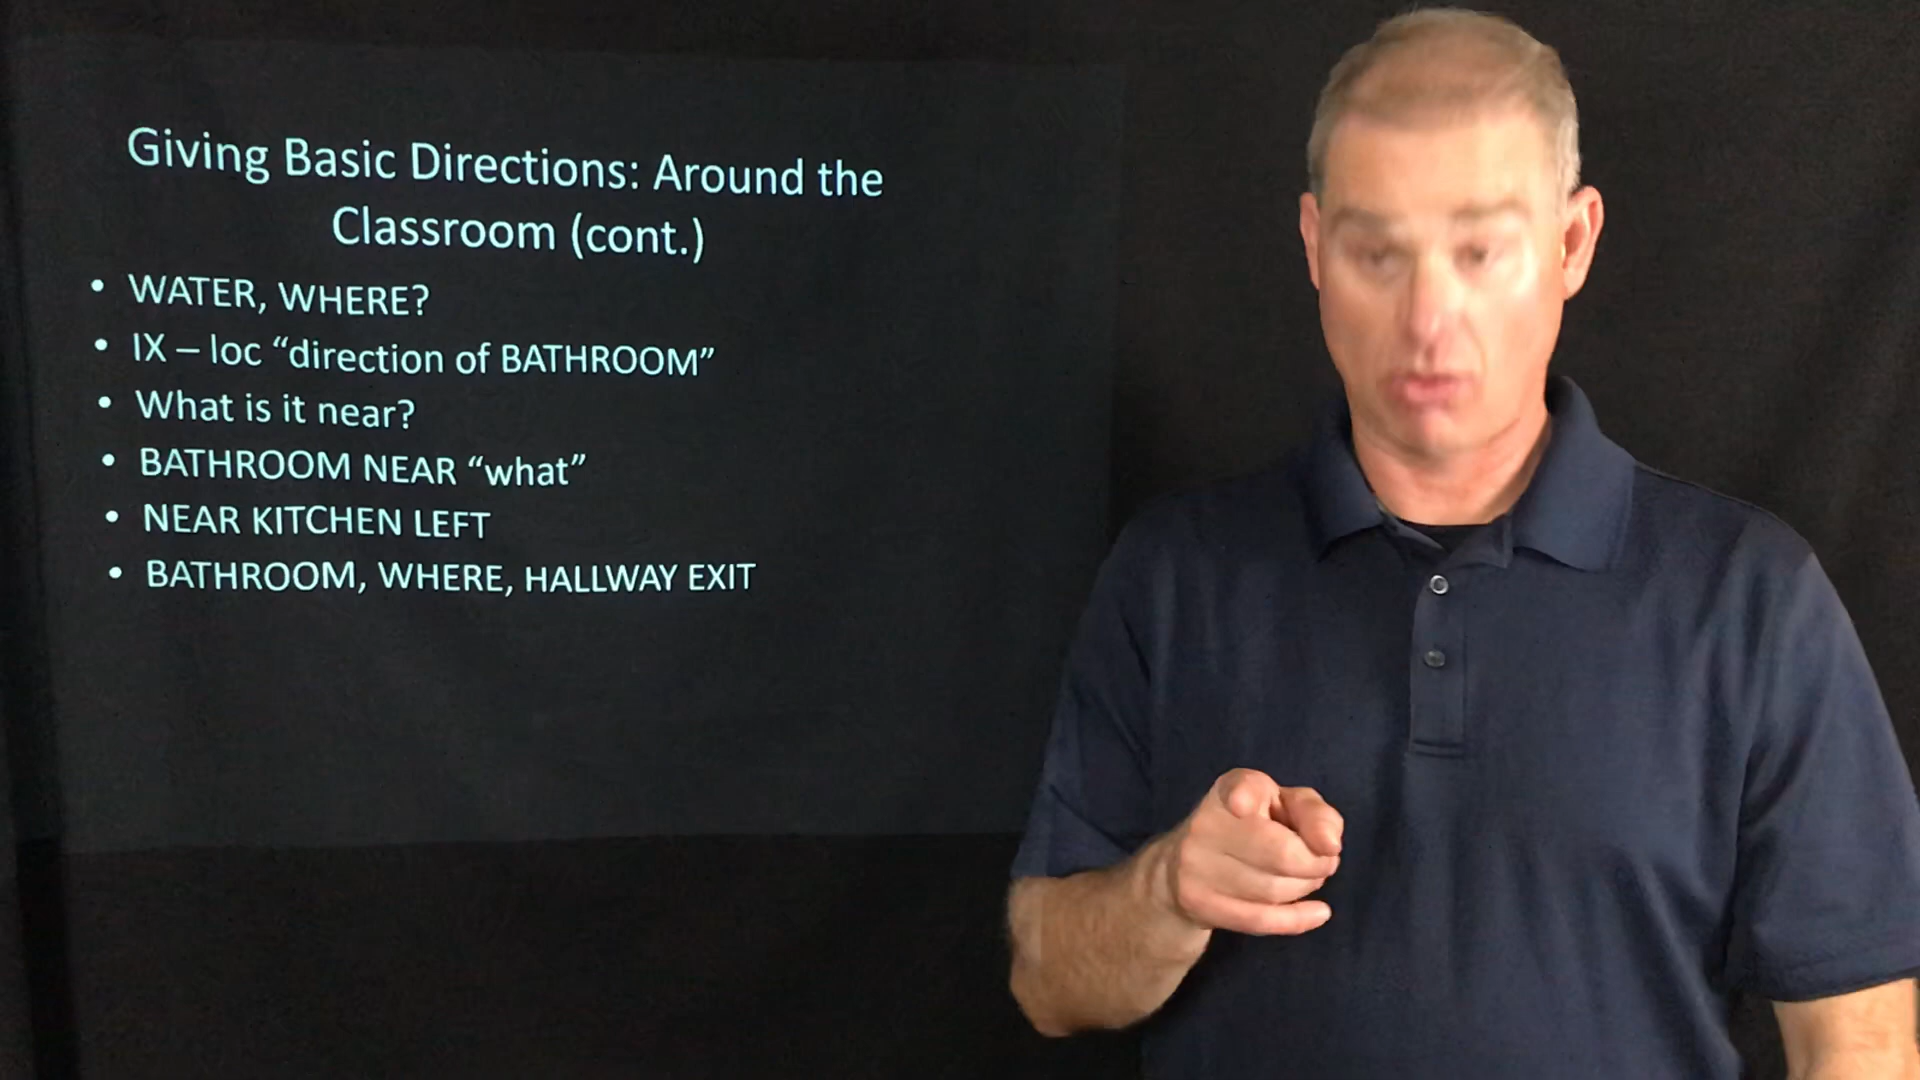 Giving Basic Directions: Around the
Classroom (cont.)
• WATER, WHERE?
• IX – loc “direction of BATHROOM”
• What is it near?
• BATHROOM NEAR “what”
• NEAR KITCHEN LEFT
• BATHROOM, WHERE, HALLWAY EXIT